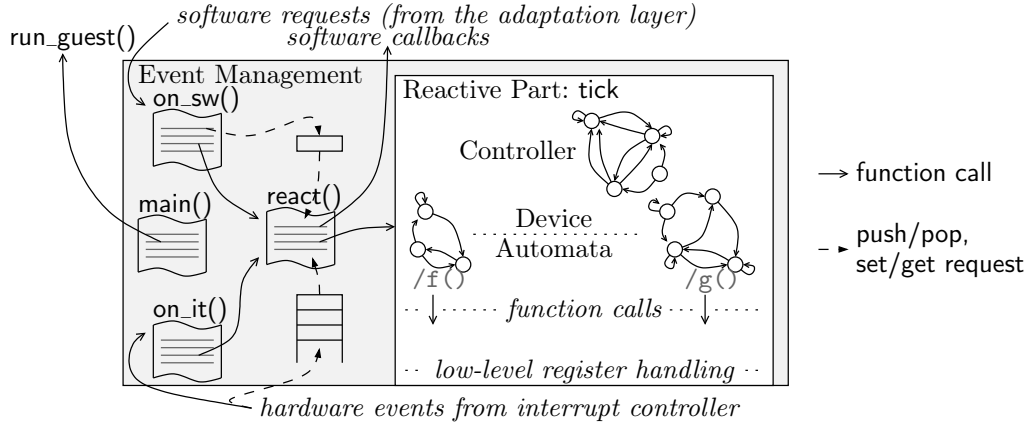 software requests (from the adaptation layer)
run_guest()
software callbacks
Event Management
Reactive Part: tick
on_sw()
Controller
function call
main()
react()
Device
Automata
push/pop,
set/get request
/f()
/g()
on_it()
function calls
low-level register handling
hardware events from interrupt controller